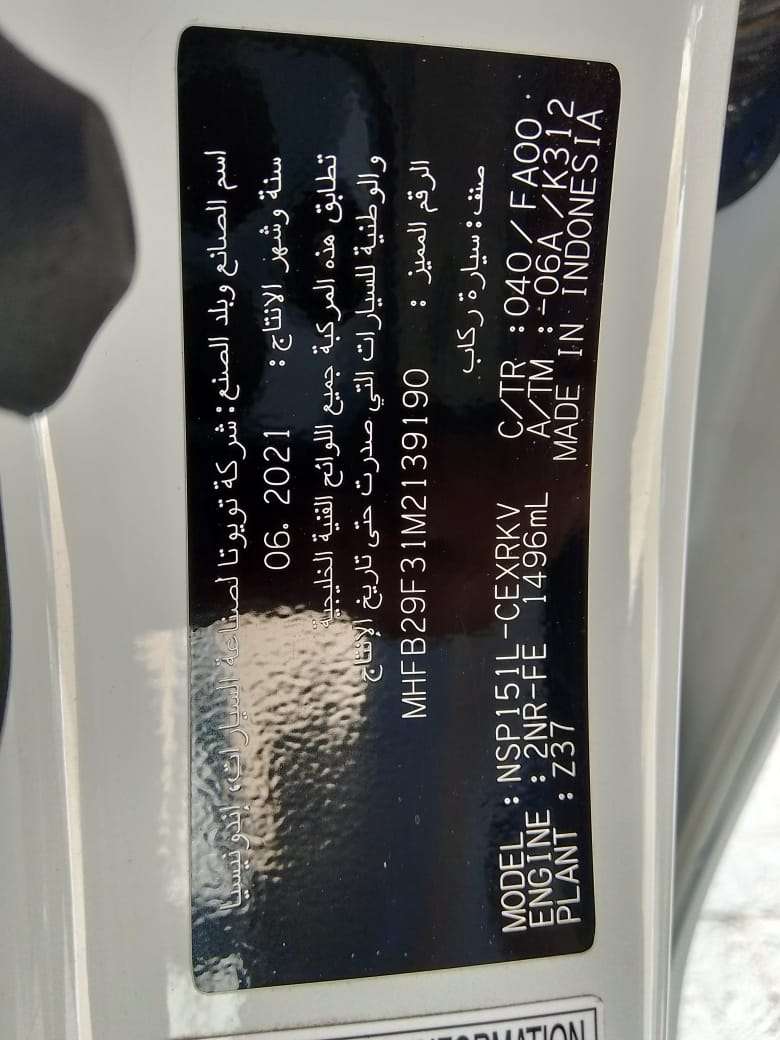 اسم الصانع وبلد الصنع: شركة تويوتا لصناعة السيارات، إندونيسيا
سنة وشهر الانتاج: 06. 2021
تطابق هذه المركبة جميع اللوائح الفنية الخليجية
والوطنية للسيارات التي صدرت حتى تاريخ الإنتاج
الرقم المميز : MHFB29F31M2139190
صنف: سيارة ركاب
MODEL : NSP151L-CEXRKV C/TR : 040 / FA00
ENGINE : 2NR-FE 1496mL A/TM : -06A / K312
PLANT : Z37 MADE IN INDONESIA
INFORMATION